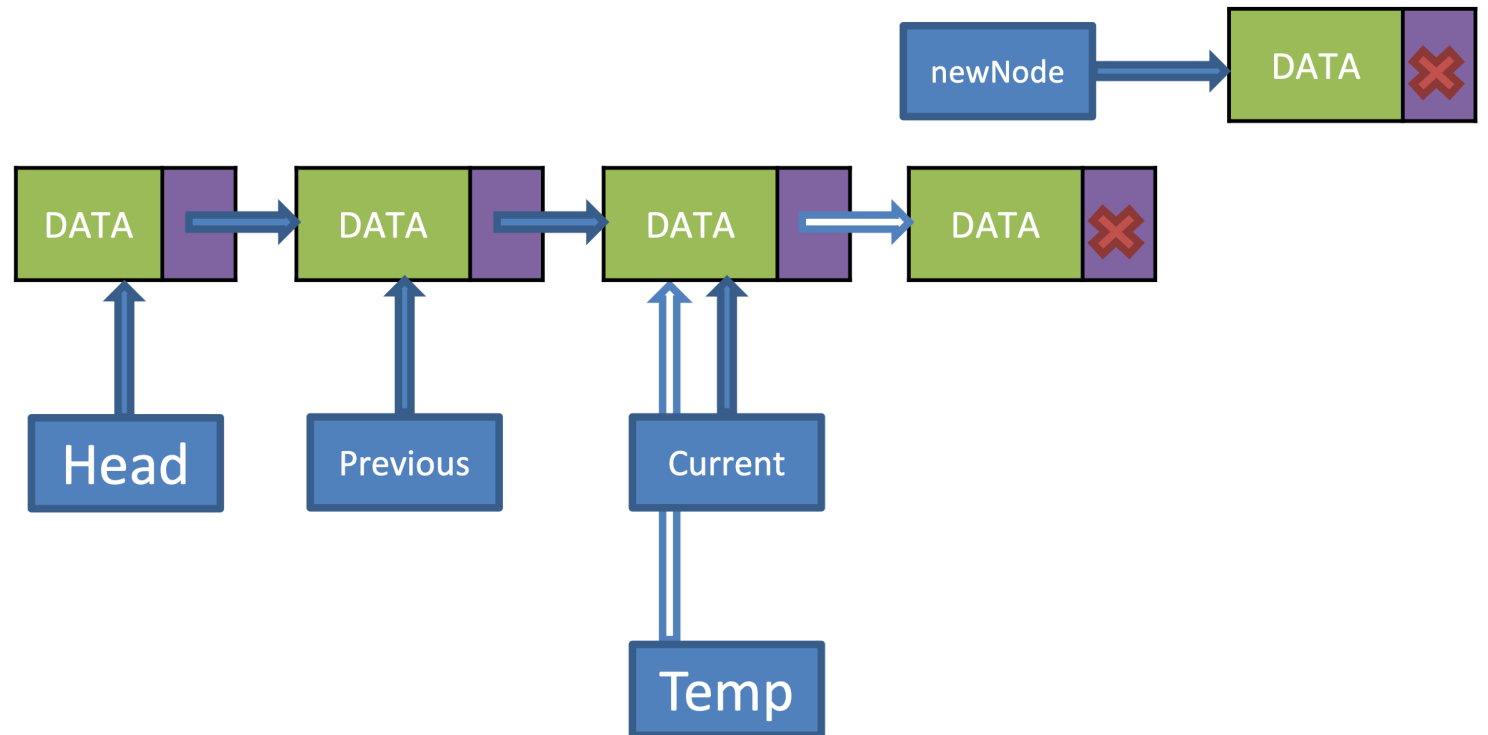 newNode
DATA
DATA
DATA
DATA
DATA
Head
Previous
Current
Temp